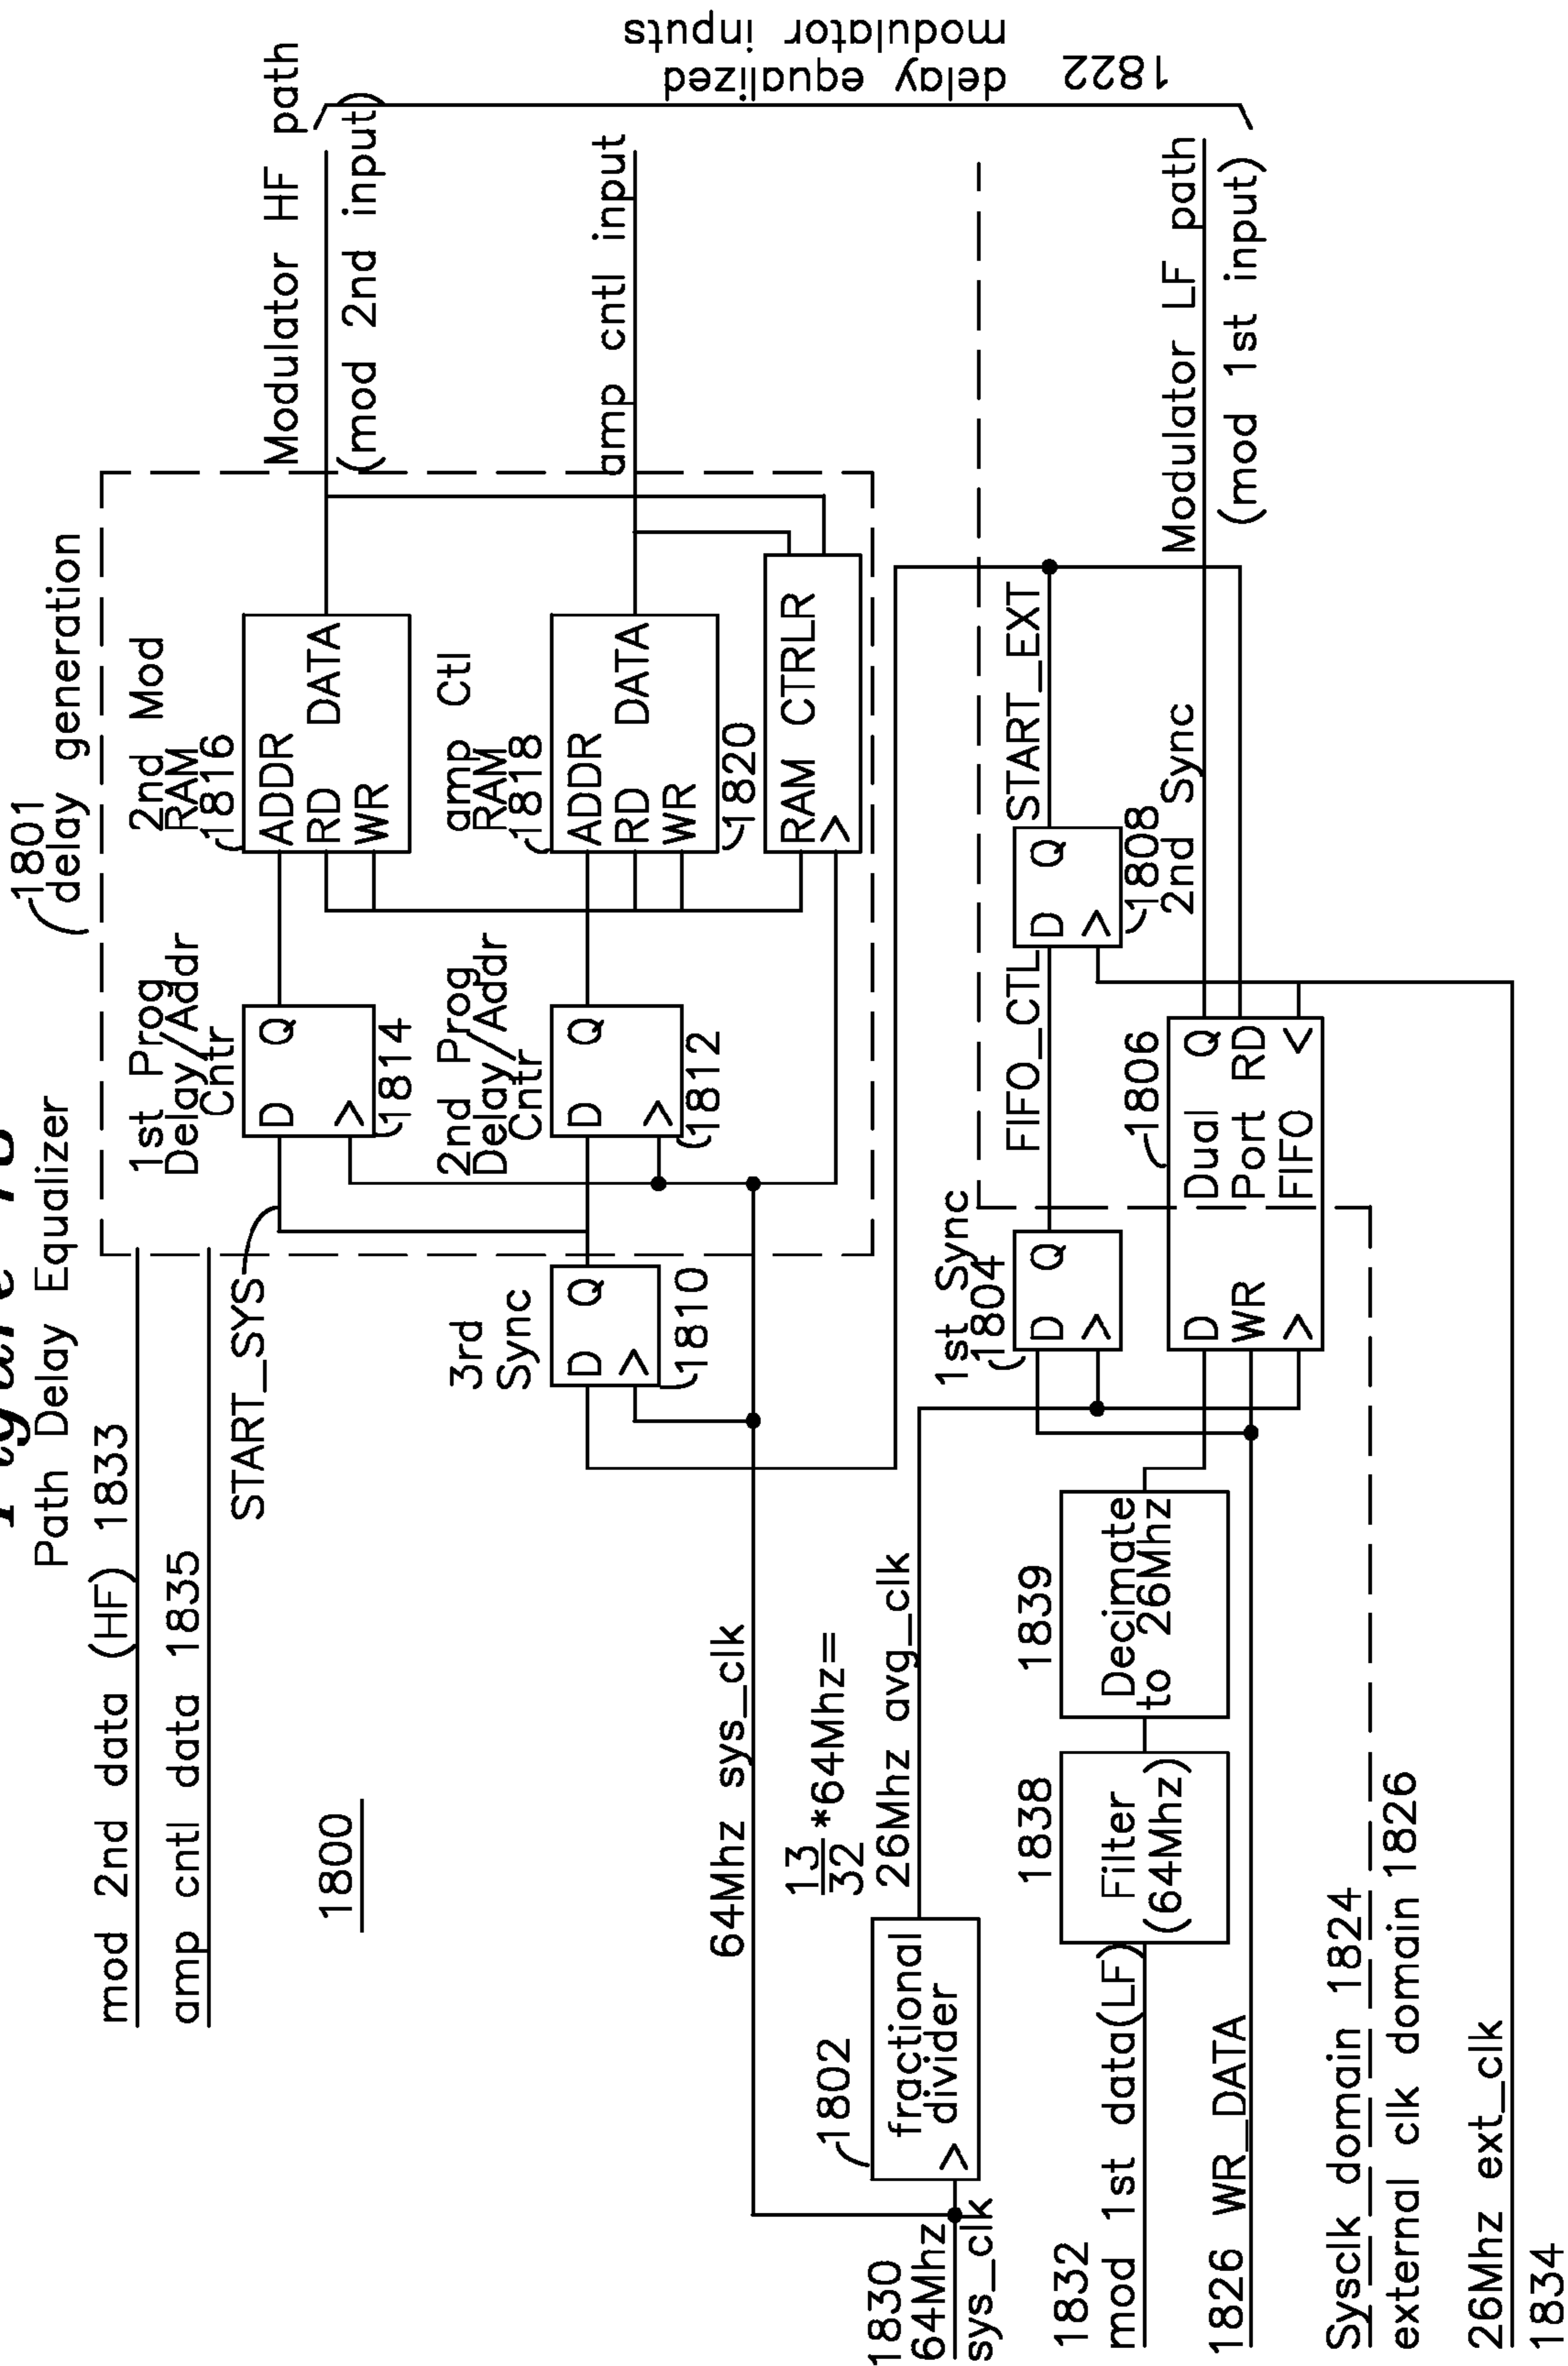 Path Delay Equalizer
1801
delay generation
mod 2nd data (HF) 1833
amp cntl data 1835
1800
START_SYS
1st Prog
Delay/Addr
Cntr
D Q
>
1814
2nd Mod
RAM
1816
ADDR
RD DATA
WR
Modulator HF path
(mod 2nd input)
2nd Prog
Delay/Addr
Cntr
D Q
>
1812
amp Ctl
RAM
1818
ADDR
RD DATA
WR
1820
amp cntl input
RAM CTRLR
>
3rd
Sync
D Q
>
1810
64Mhz sys_clk
13
32
*64Mhz=
26Mhz avg_clk
1802
fractional
divider
>
1830
64Mhz
sys_clk
1st Sync
1804
D Q
>
FIFO_CTL
D Q
>
1808
2nd Sync
START_EXT
1838
Filter
(64Mhz)
1839
Decimate
to 26Mhz
1832
mod 1st data(LF)
1826 WR_DATA
1806
D Dual Q
WR Port RD
> FIFO <
Modulator LF path
(mod 1st input)
1822
delay equalized
modulator inputs
Sysclk domain 1824
external clk domain 1826
26Mhz ext_clk
1834